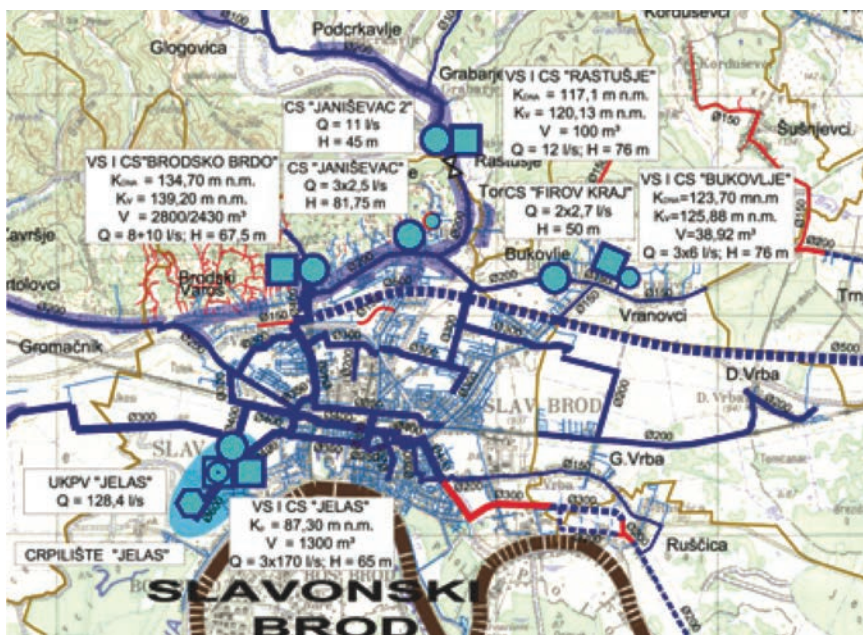 Podcrkavlje
Glogovica
Korduševci
Grabarje
VS I CS "RASTUŠJE"
KDNA = 117,1 m n.m.
KV = 120,13 m n.m.
V = 100 m³
Q = 12 l/s; H = 76 m
CS "JANIŠEVAC 2"
Q = 11 l/s
H = 45 m
Šušnjevci
Rastušje
VS I CS"BRODSKO BRDO"
KDNA = 134,70 m n.m.
KV = 139,20 m n.m.
V = 2800/2430 m³
Q = 8+10 l/s; H = 67,5 m
CS "JANIŠEVAC"
Q = 3x2,5 l/s
H = 81,75 m
CS "FIROV KRAJ"
Q = 2x2,7 l/s
H = 50 m
VS I CS "BUKOVLJE"
KDNA=123,70 mn.m
KV=125,88 m n.m.
V=38,92 m³
Q = 3x6 l/s; H = 76 m
Završje
Bukovlje
Brodski
Varoš
Vranovci
Gromačnik
D.Vrba
D. Vrba
SLAV. BROD
G.Vrba
UKPV "JELAS"
Q = 128,4 l/s
VS I CS "JELAS"
KV = 87,30 m n.m.
V = 1300 m³
Q = 3x170 l/s; H = 65 m
CRPILIŠTE "JELAS"
Ruščica
SLAVONSKI
BROD